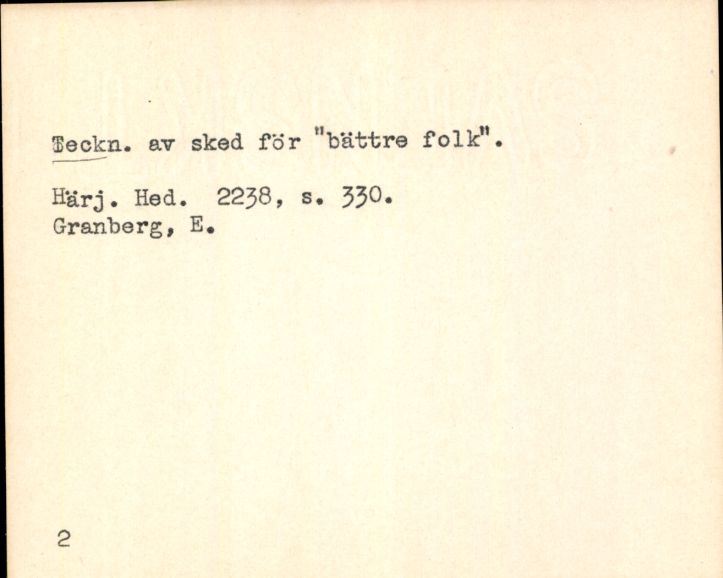 Teckn. av sked för "bättre folk".
Härj. Hed. 2238, s. 330.
Granberg, E.
2